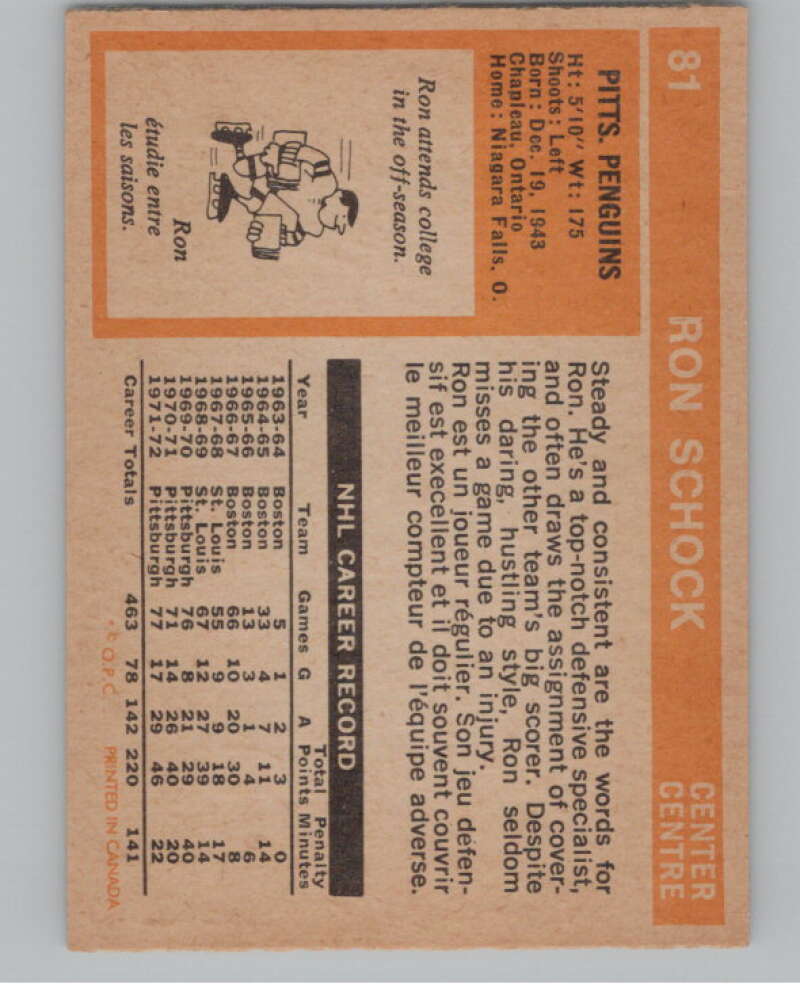 81 RON SCHOCK CENTER
CENTRE
PITTS. PENGUINS
Ht: 5'10" Wt: 175
Shoots: Left
Born: Dec. 19, 1943
Chapleau, Ontario
Home: Niagara Falls, O.
Ron attends college
in the off-season.
Ron
étudie entre
les saisons.
Steady and consistent are the words for
Ron. He's a top-notch defensive specialist,
and often draws the assignment of cover-
ing the other team's big scorer. Despite
his daring, hustling style, Ron seldom
misses a game due to an injury.
Ron est un joueur régulier. Son jeu défen-
sif est execellent et il doit souvent couvrir
le meilleur compteur de l'équipe adverse.
NHL CAREER RECORD
Year Team Games G A Total Points Penalty Minutes
1963-64 Boston 5 1 2 3 0
1964-65 Boston 33 4 7 11 14
1965-66 Boston 13 3 1 4 6
1966-67 Boston 66 10 20 30 8
1967-68 St. Louis 55 9 9 18 17
1968-69 St. Louis 67 12 27 39 14
1969-70 Pittsburgh 76 8 21 29 40
1970-71 Pittsburgh 71 14 26 40 20
1971-72 Pittsburgh 77 17 29 46 22
Career Totals 463 78 142 220 141
O.P.C. PRINTED IN CANADA